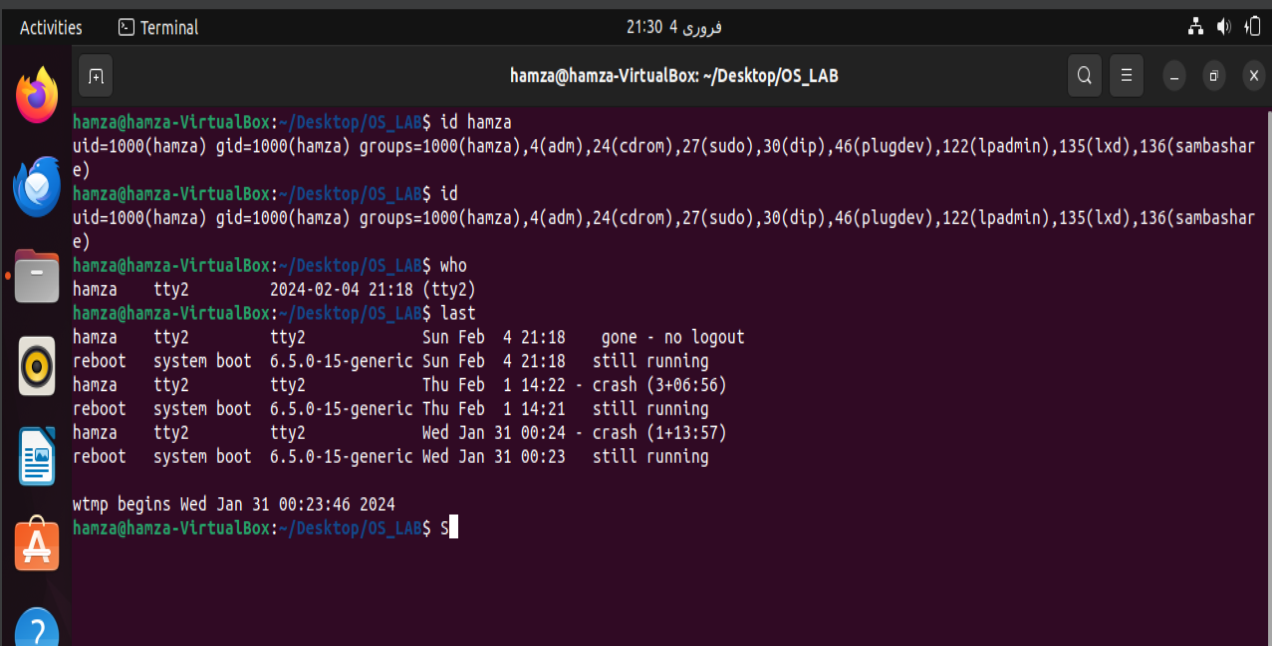 Activities Terminal فروری 4 21:30
hamza@hamza-VirtualBox: ~/Desktop/OS_LAB
hamza@hamza-VirtualBox:~/Desktop/OS_LAB$ id hamza
uid=1000(hamza) gid=1000(hamza) groups=1000(hamza),4(adm),24(cdrom),27(sudo),30(dip),46(plugdev),122(lpadmin),135(lxd),136(sambashar
e)
hamza@hamza-VirtualBox:~/Desktop/OS_LAB$ id
uid=1000(hamza) gid=1000(hamza) groups=1000(hamza),4(adm),24(cdrom),27(sudo),30(dip),46(plugdev),122(lpadmin),135(lxd),136(sambashar
e)
hamza@hamza-VirtualBox:~/Desktop/OS_LAB$ who
hamza    tty2         2024-02-04 21:18 (tty2)
hamza@hamza-VirtualBox:~/Desktop/OS_LAB$ last
hamza    tty2         tty2             Sun Feb  4 21:18    gone - no logout
reboot   system boot  6.5.0-15-generic Sun Feb  4 21:18   still running
hamza    tty2         tty2             Thu Feb  1 14:22 - crash (3+06:56)
reboot   system boot  6.5.0-15-generic Thu Feb  1 14:21   still running
hamza    tty2         tty2             Wed Jan 31 00:24 - crash (1+13:57)
reboot   system boot  6.5.0-15-generic Wed Jan 31 00:23   still running
wtmp begins Wed Jan 31 00:23:46 2024
hamza@hamza-VirtualBox:~/Desktop/OS_LAB$ S